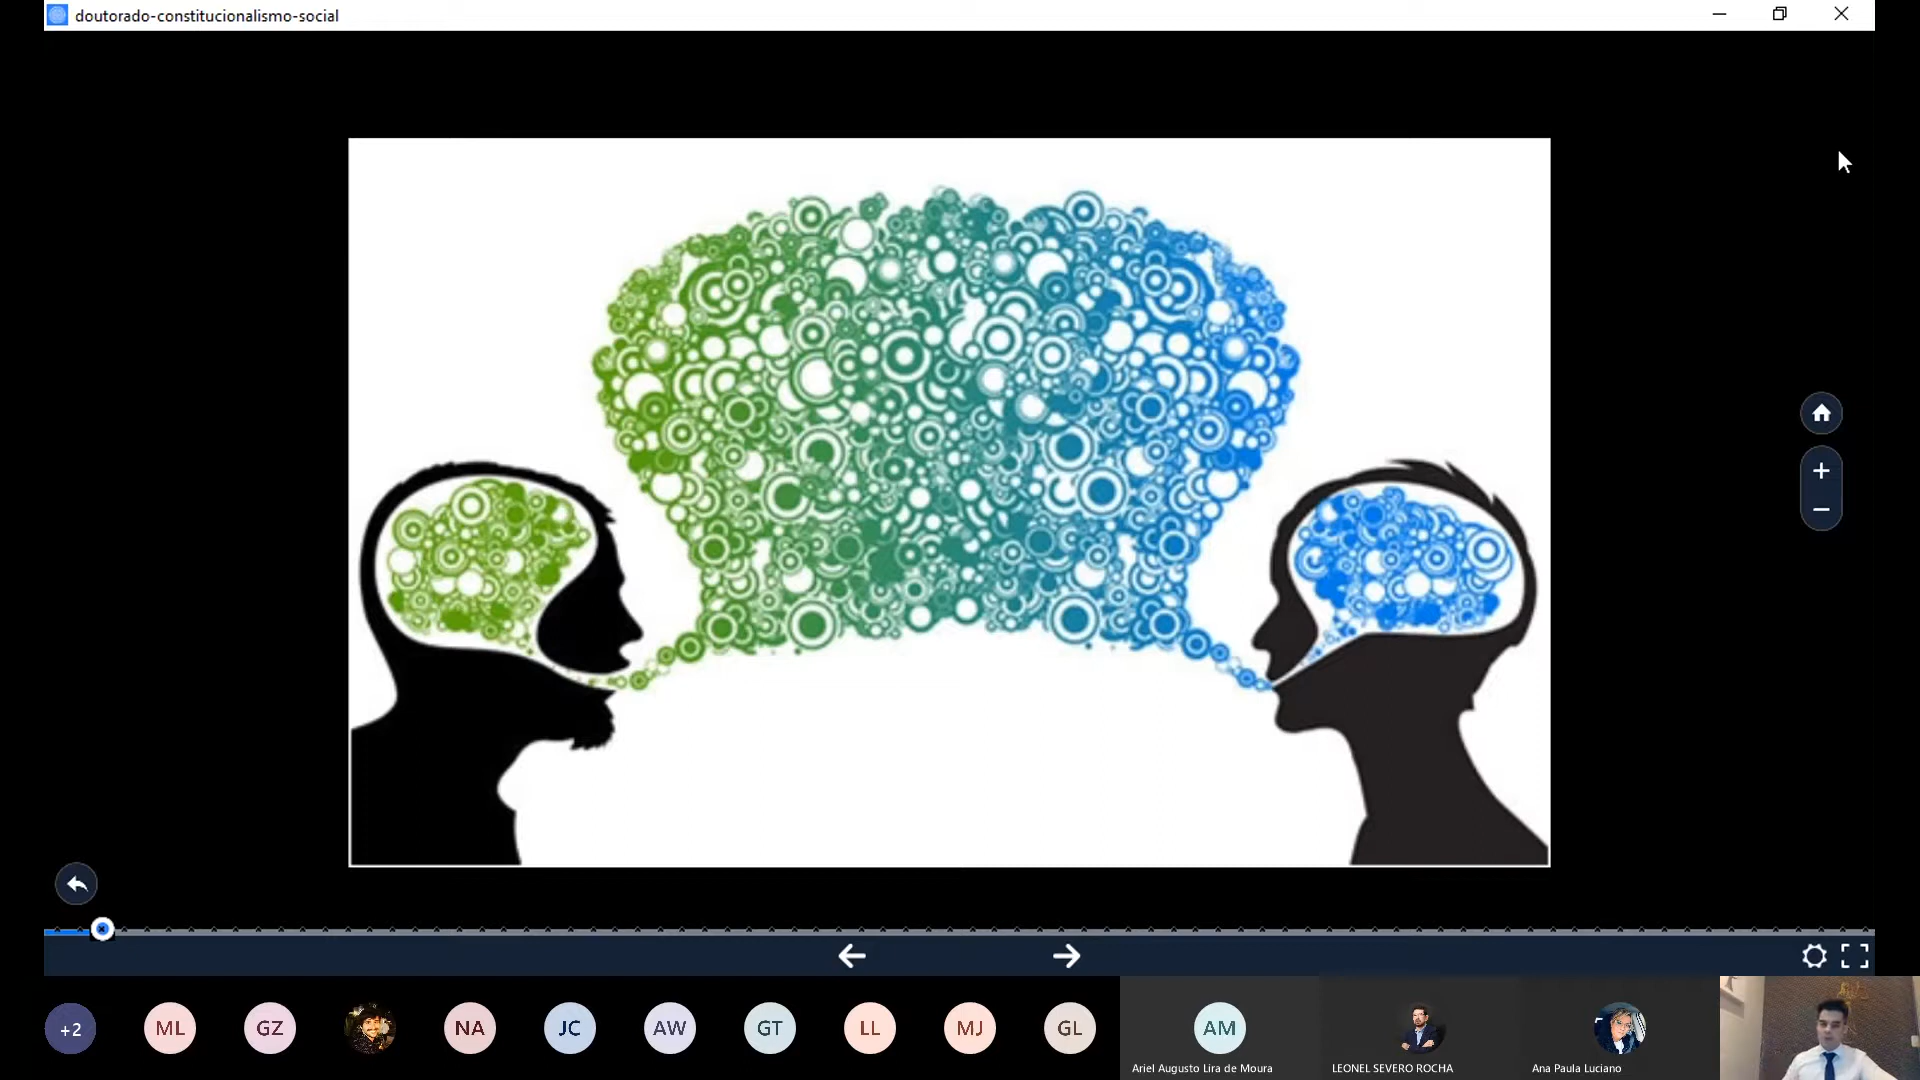 doutorado-constitucionalismo-social
+2
ML
GZ
NA
JC
AW
GT
LL
MJ
GL
AM
Ariel Augusto Lira de Moura
LEONEL SEVERO ROCHA
Ana Paula Luciano